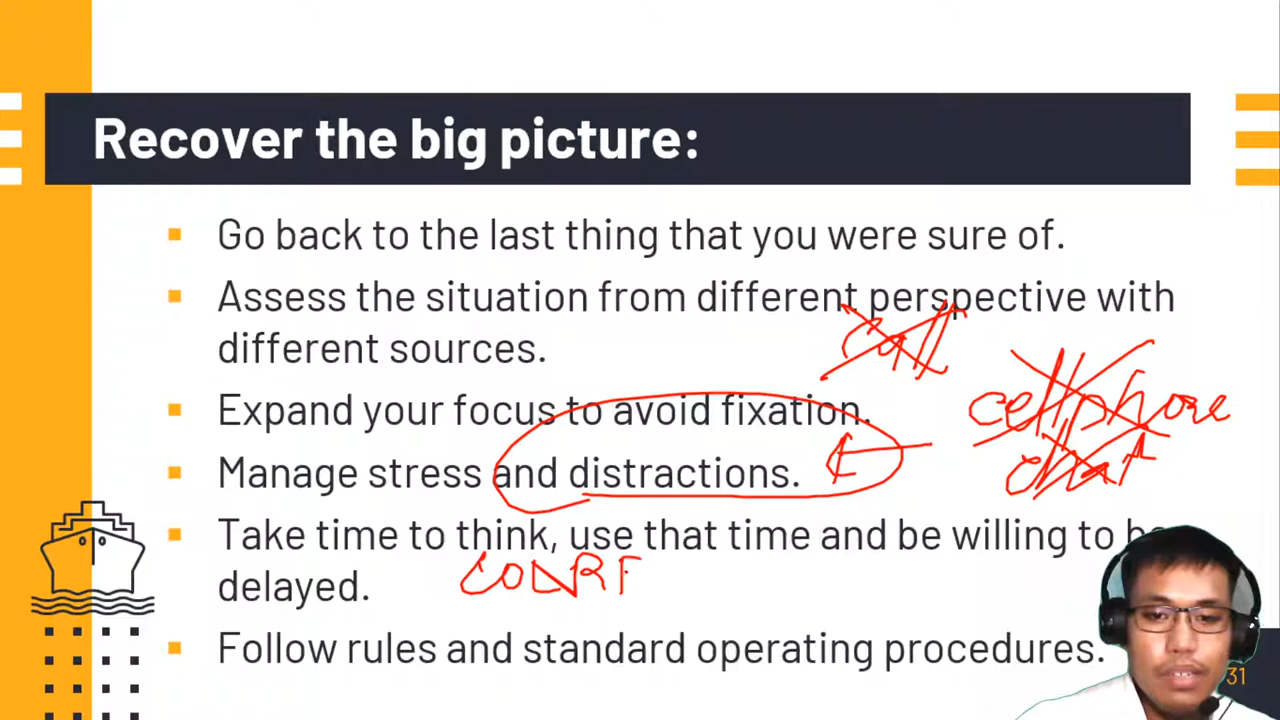 Recover the big picture:
Go back to the last thing that you were sure of.
Assess the situation from different perspective with
different sources.
call
Expand your focus to avoid fixation.
cellphone
Manage stress and distractions.
chat
Take time to think, use that time and be willing to be
delayed.
Follow rules and standard operating procedures.
31